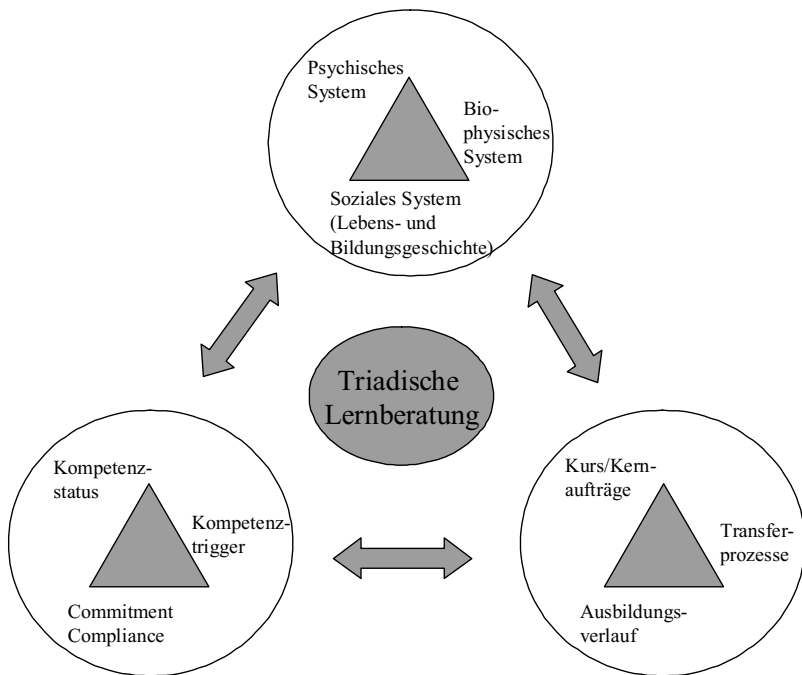 Psychisches
System
Bio-
physisches
System
Soziales System
(Lebens- und
Bildungsgeschichte)
Triadische
Lernberatung
Kompetenz-
status
Kompetenz-
trigger
Commitment
Compliance
Kurs/Kern-
aufträge
Transfer-
prozesse
Ausbildungs-
verlauf